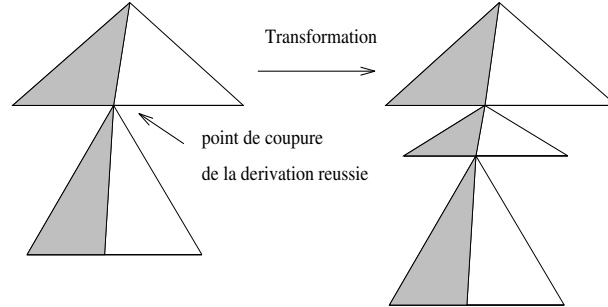 Transformation
point de coupure
de la derivation reussie